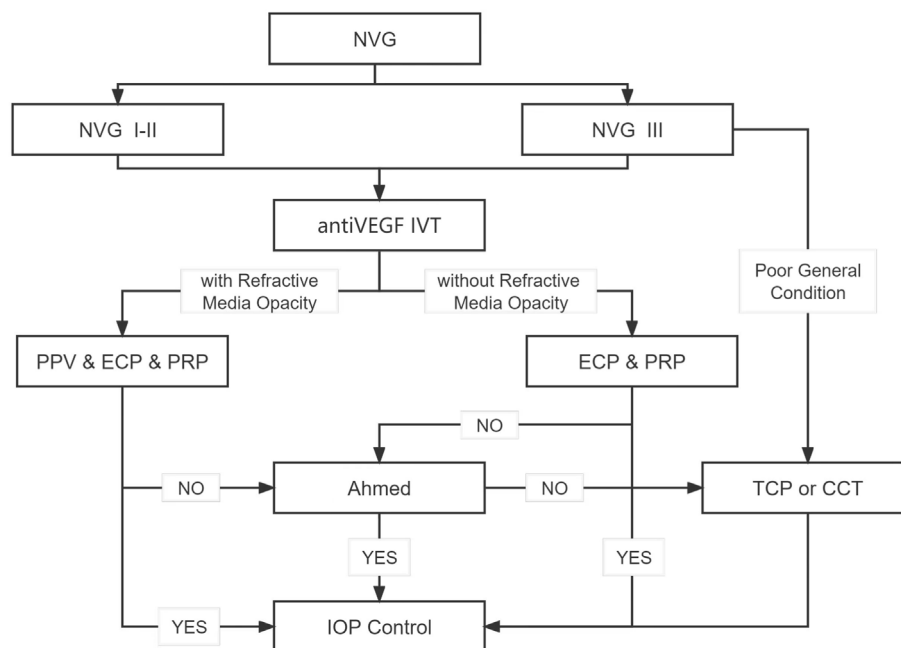 NVG
NVG I-II
NVG III
antiVEGF IVT
with Refractive
Media Opacity
without Refractive
Media Opacity
Poor General
Condition
PPV & ECP & PRP
ECP & PRP
NO
NO
Ahmed
NO
TCP or CCT
YES
YES
YES
IOP Control